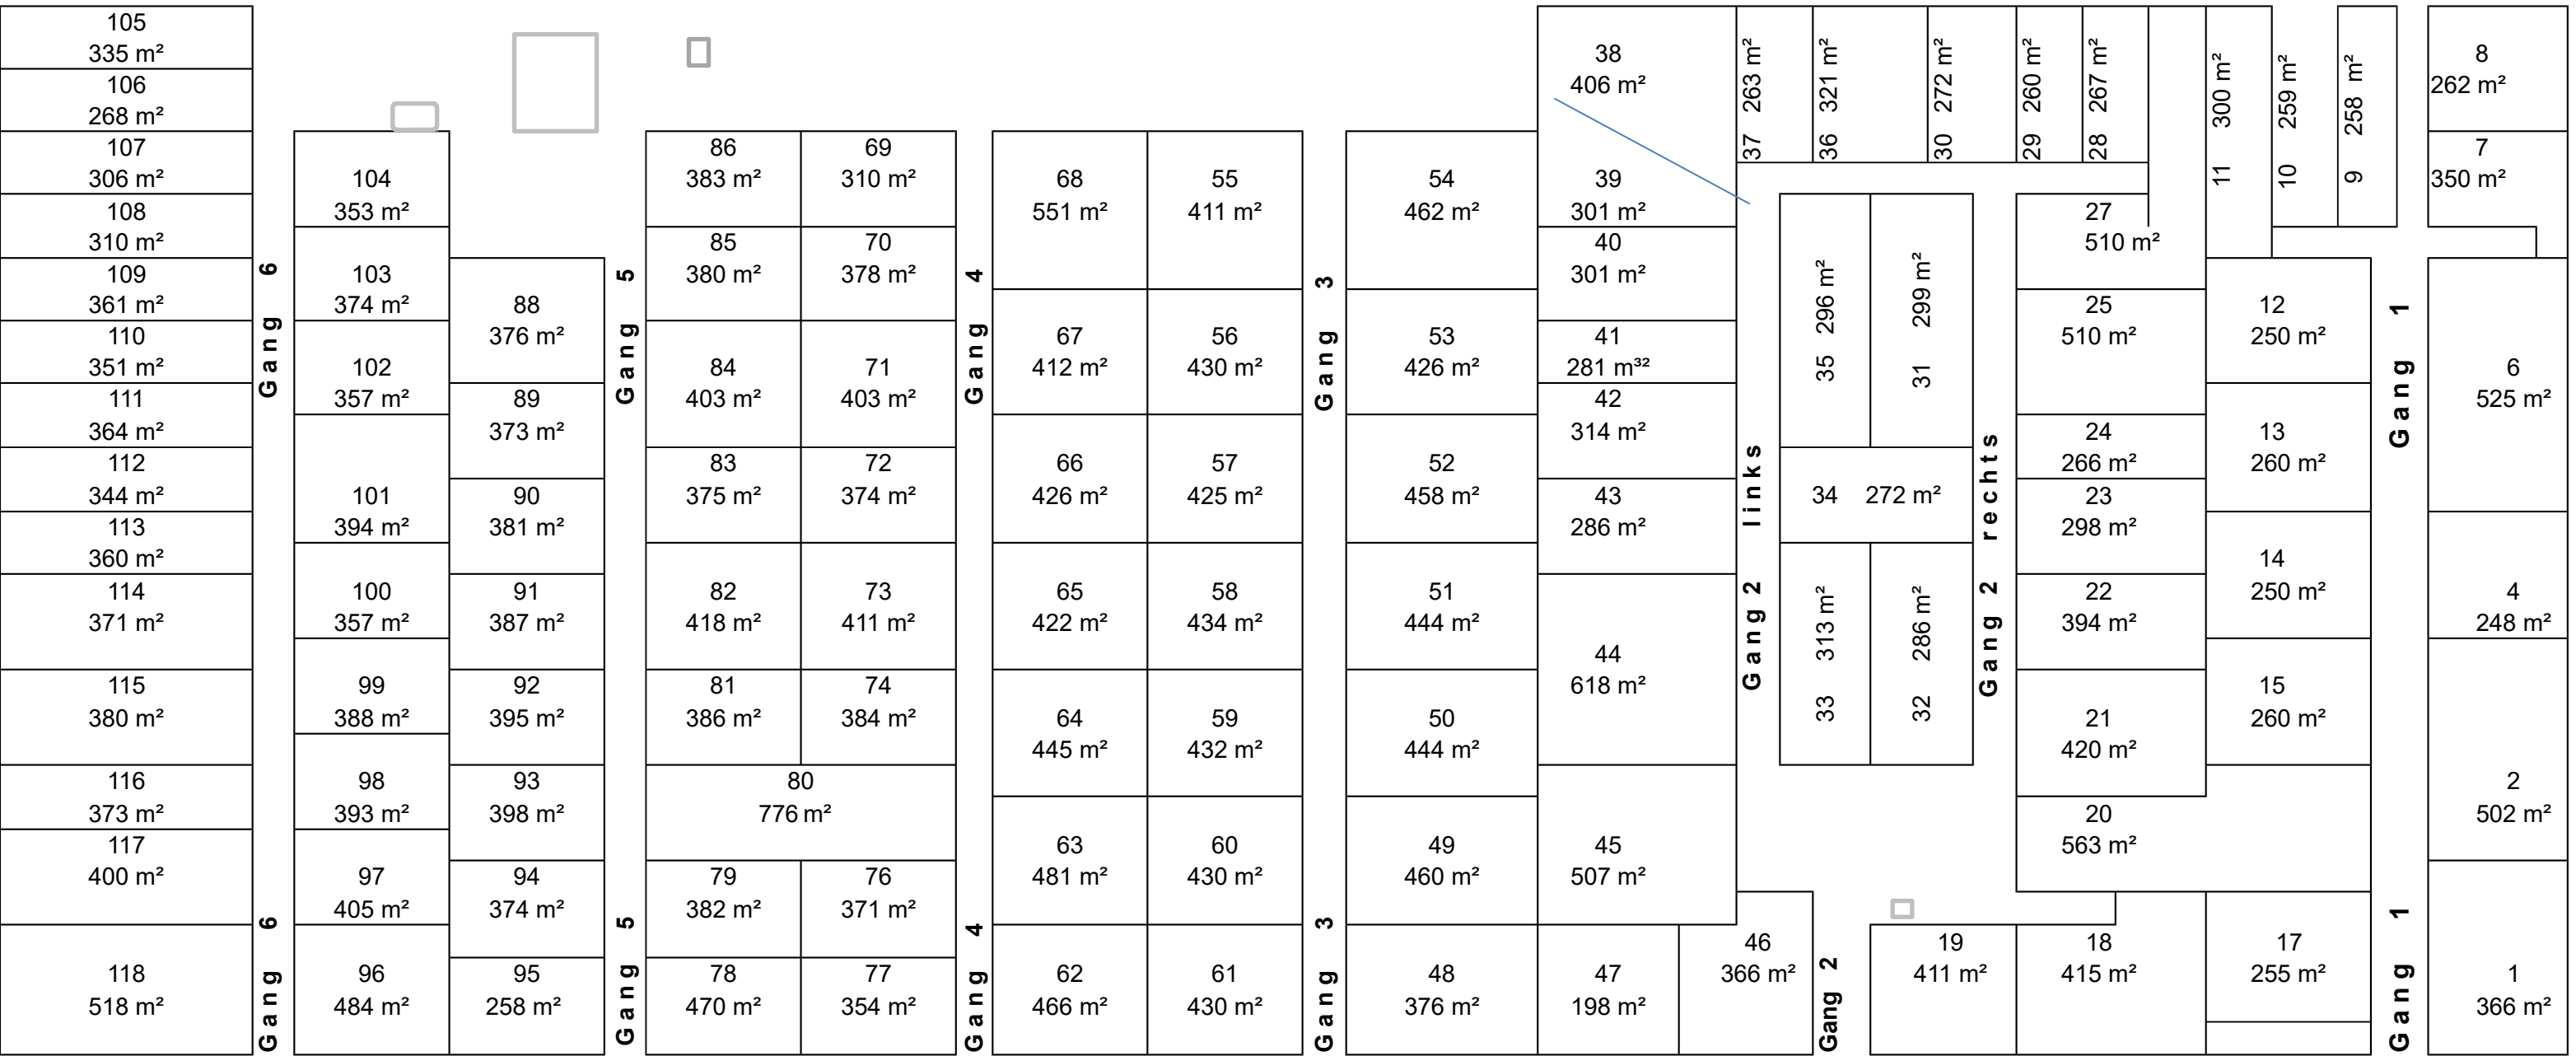 105
335 m²
106
268 m²
107
306 m²
108
310 m²
109
361 m²
110
351 m²
111
364 m²
112
344 m²
113
360 m²
114
371 m²
115
380 m²
116
373 m²
117
400 m²
118
518 m²
Gang 6
Gang 6
104
353 m²
103
374 m²
102
357 m²
101
394 m²
100
357 m²
99
388 m²
98
393 m²
97
405 m²
96
484 m²
88
376 m²
89
373 m²
90
381 m²
91
387 m²
92
395 m²
93
398 m²
94
374 m²
95
258 m²
Gang 5
Gang 5
86
383 m²
85
380 m²
84
403 m²
83
375 m²
82
418 m²
81
386 m²
80
776 m²
79
382 m²
78
470 m²
69
310 m²
70
378 m²
71
403 m²
72
374 m²
73
411 m²
74
384 m²
76
371 m²
77
354 m²
Gang 4
Gang 4
68
551 m²
67
412 m²
66
426 m²
65
422 m²
64
445 m²
63
481 m²
62
466 m²
55
411 m²
56
430 m²
57
425 m²
58
434 m²
59
432 m²
60
430 m²
61
430 m²
Gang 3
Gang 3
54
462 m²
53
426 m²
52
458 m²
51
444 m²
50
444 m²
49
460 m²
48
376 m²
38
406 m²
39
301 m²
40
301 m²
41
281 m³²
42
314 m²
43
286 m²
44
618 m²
45
507 m²
47
198 m²
46
366 m²
Gang 2 links
Gang 2
37 263 m²
36 321 m²
30 272 m²
29 260 m²
28 267 m²
35 296 m²
31 299 m²
34 272 m²
33 313 m²
32 286 m²
Gang 2 rechts
27
510 m²
25
510 m²
24
266 m²
23
298 m²
22
394 m²
21
420 m²
20
563 m²
19
411 m²
18
415 m²
17
255 m²
11 300 m²
10 259 m²
9 258 m²
12
250 m²
13
260 m²
14
250 m²
15
260 m²
Gang 1
Gang 1
8
262 m²
7
350 m²
6
525 m²
4
248 m²
2
502 m²
1
366 m²